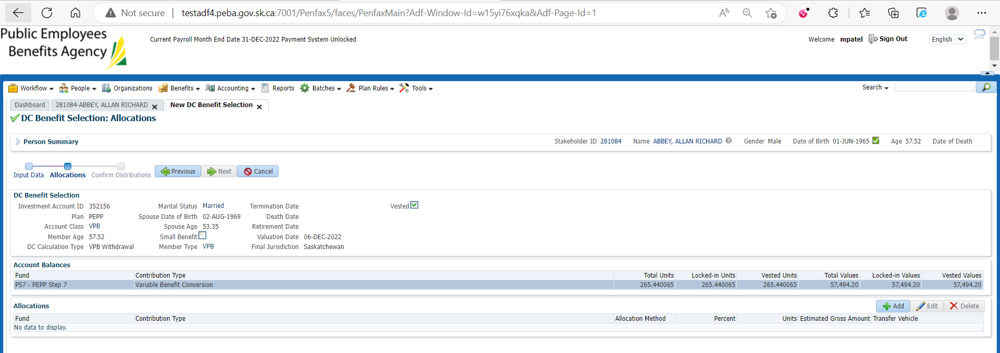 Not secure | testadf4.peba.gov.sk.ca:7001/Penfax5/faces/PenfaxMain?Adf-Window-Id=w15yi76xqka&Adf-Page-Id=1
Public Employees
Benefits Agency
Current Payroll Month End Date 31-DEC-2022 Payment System Unlocked
Welcome mpatel Sign Out English
Workflow People Organizations Benefits Accounting Reports Batches Plan Rules Tools Search
Dashboard 281084-ABBEY, ALLAN RICHARD New DC Benefit Selection
DC Benefit Selection: Allocations
Person Summary Stakeholder ID 281084 Name ABBEY, ALLAN RICHARD Gender Male Date of Birth 01-JUN-1965 Age 57.52 Date of Death
Previous Next Cancel
Input Data Allocations Confirm Distributions
DC Benefit Selection
Investment Account ID 352156 Marital Status Married Termination Date Vested
Plan PEPP Spouse Date of Birth 02-AUG-1969 Death Date
Account Class VPB Spouse Age 53.35 Retirement Date
Member Age 57.52 Small Benefit Valuation Date 06-DEC-2022
DC Calculation Type VPB Withdrawal Member Type VPB Final Jurisdiction Saskatchewan
Account Balances
Fund Contribution Type Total Units Locked-in Units Vested Units Total Values Locked-in Values Vested Values
PS7 - PEPP Step 7 Variable Benefit Conversion 265.440065 265.440065 265.440065 57,494.20 57,494.20 57,494.20
Allocations Add Edit Delete
Fund Contribution Type Allocation Method Percent Units Estimated Gross Amount Transfer Vehicle
No data to display.